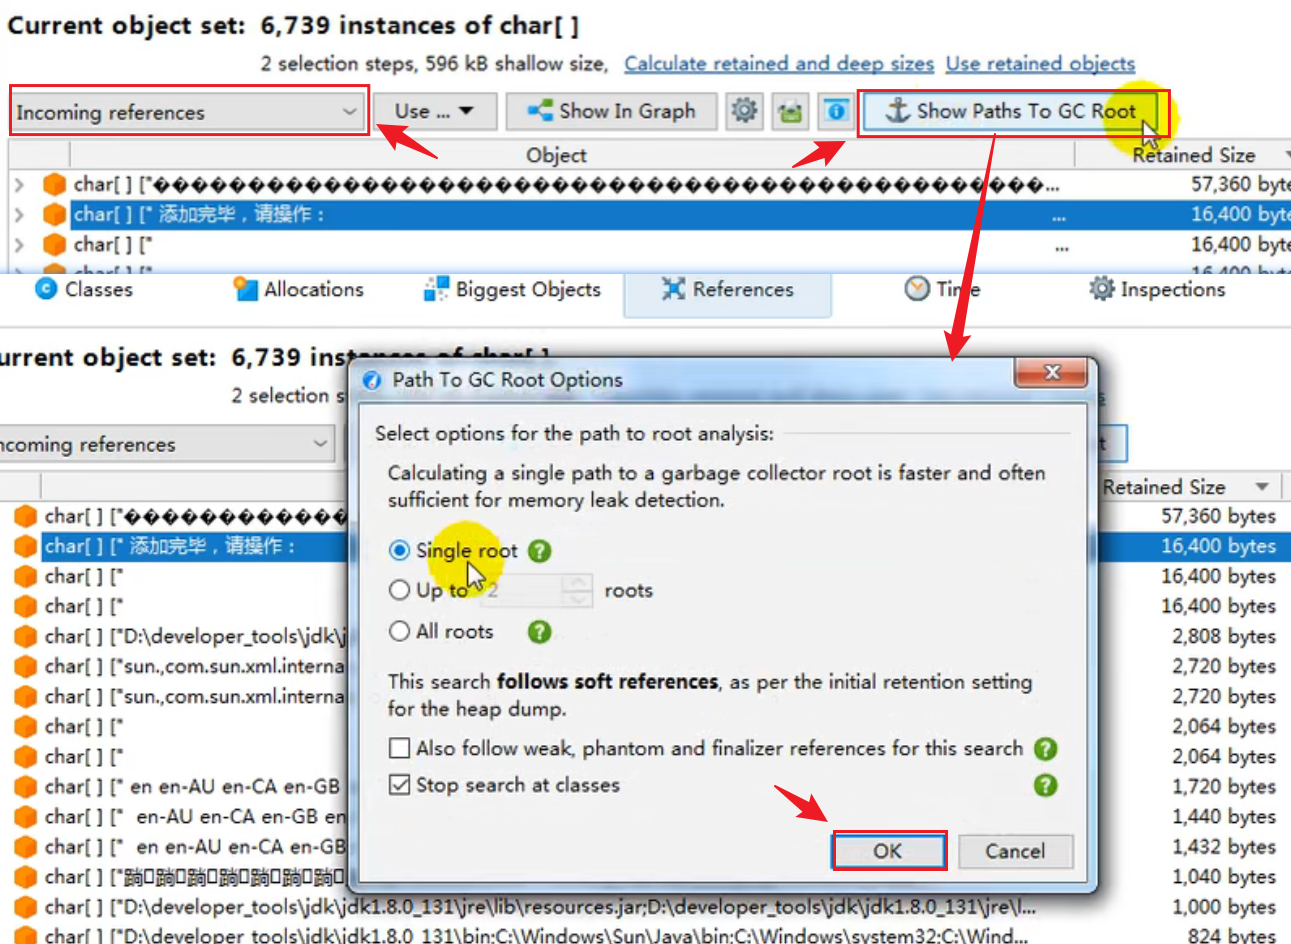 Current object set: 6,739 instances of char[ ]
2 selection steps, 596 kB shallow size, Calculate retained and deep sizes Use retained objects
Incoming references Use ... Show In Graph Show Paths To GC Root
Object Retained Size
char[ ] ["����������������������������������������������... 57,360 byte
char[ ] [" 添加完毕，请操作： ... 16,400 byte
char[ ] [" ... 16,400 byte
char[ ] [" 16,400 byte
Classes Allocations Biggest Objects References Time Inspections
urrent object set: 6,739 instances of char[ ]
2 selection s
ncoming references t
Retained Size
char[ ] ["������������ 57,360 bytes
char[ ] [" 添加完毕，请操作： 16,400 bytes
char[ ] [" 16,400 bytes
char[ ] [" 16,400 bytes
char[ ] ["D:\developer_tools\jdk\j 2,808 bytes
char[ ] ["sun.,com.sun.xml.interna 2,720 bytes
char[ ] ["sun.,com.sun.xml.interna 2,720 bytes
char[ ] [" 2,064 bytes
char[ ] [" 2,064 bytes
char[ ] [" en en-AU en-CA en-GB 1,720 bytes
char[ ] [" en-AU en-CA en-GB en 1,440 bytes
char[ ] [" en en-AU en-CA en-GB 1,432 bytes
char[ ] [" 1,040 bytes
char[ ] ["D:\developer_tools\jdk\jdk1.8.0_131\jre\lib\resources.jar;D:\developer_tools\jdk\jdk1.8.0_131\jre\l... 1,000 bytes
char[ ] ["D:\developer_tools\jdk\jdk1.8.0_131\bin;C:\Windows\Sun\Java\bin;C:\Windows\system32;C:\Wind... 824 bytes
Path To GC Root Options
Select options for the path to root analysis:
Calculating a single path to a garbage collector root is faster and often
sufficient for memory leak detection.
Single root
Up to 2 roots
All roots
This search follows soft references, as per the initial retention setting
for the heap dump.
Also follow weak, phantom and finalizer references for this search
Stop search at classes
OK Cancel